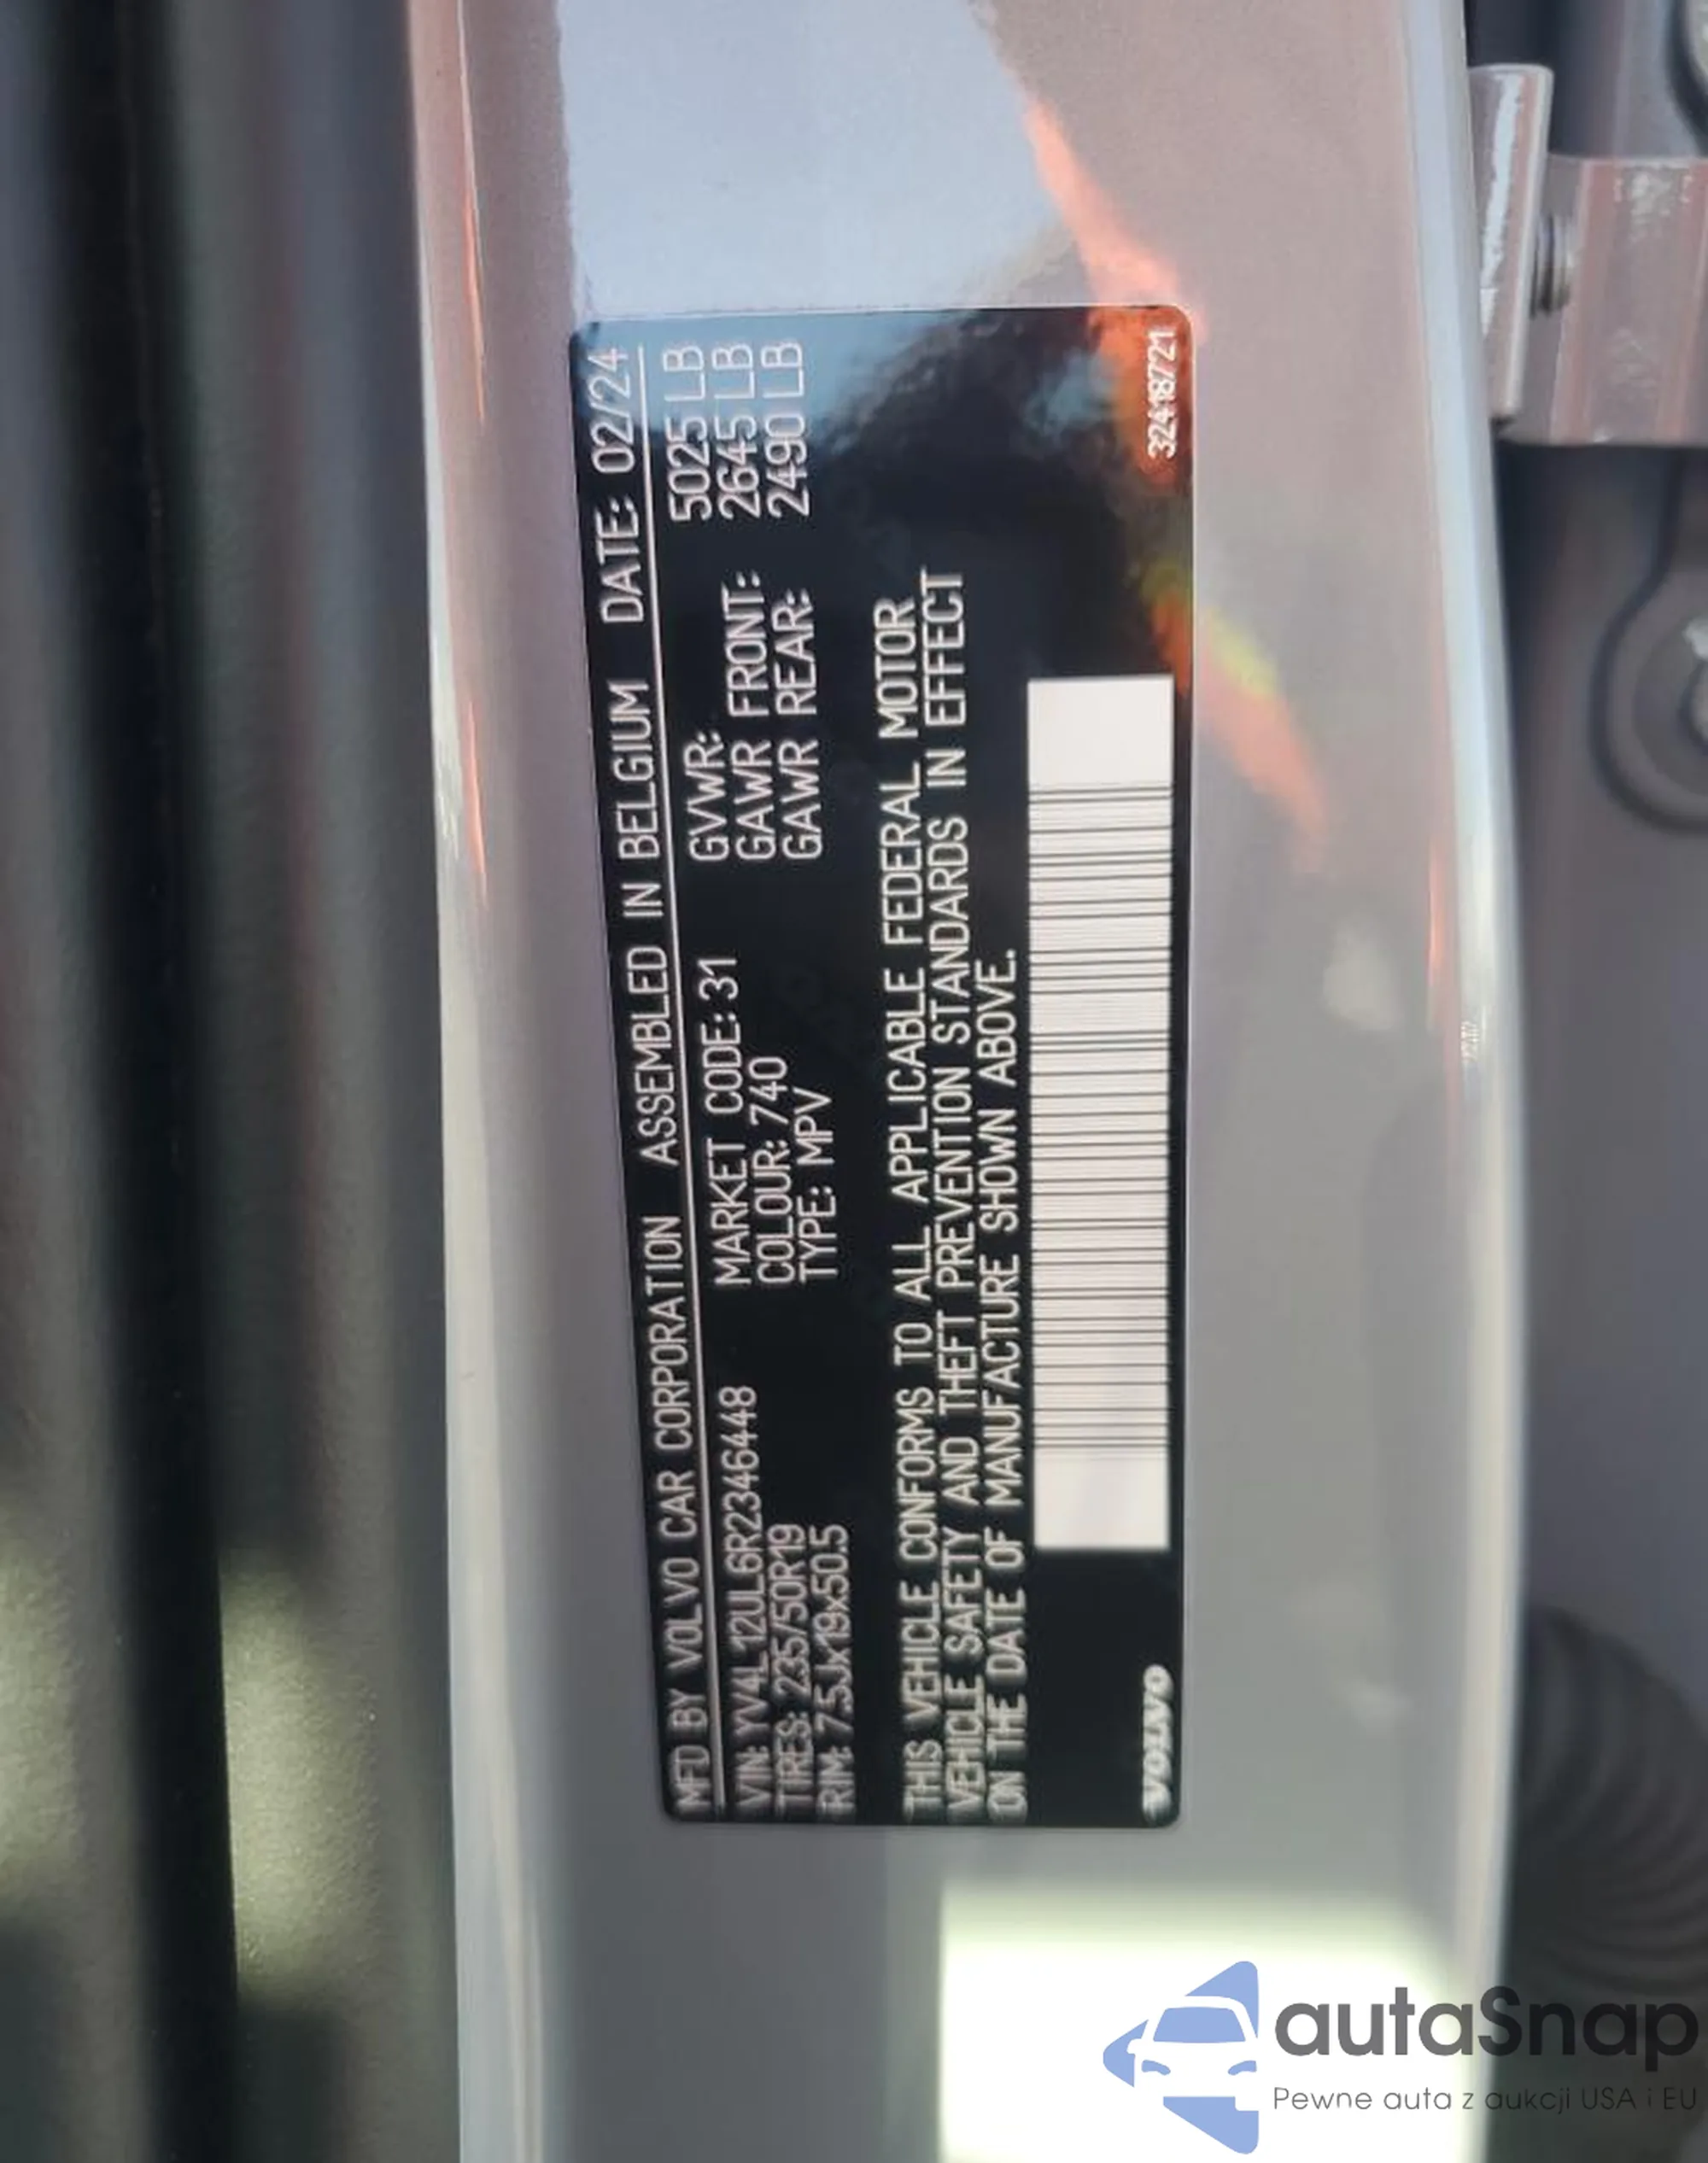 MFD BY VOLVO CAR CORPORATION ASSEMBLED IN BELGIUM DATE: 02/24
VIN: YV4L12UL6R2346448 MARKET CODE: 31 GVWR: 5025 LB
TIRES: 235/50R19 COLOUR: 740 GAWR FRONT: 2645 LB
RIM: 7.5Jx19x50.5 TYPE: MPV GAWR REAR: 2490 LB
THIS VEHICLE CONFORMS TO ALL APPLICABLE FEDERAL MOTOR
VEHICLE SAFETY AND THEFT PREVENTION STANDARDS IN EFFECT
ON THE DATE OF MANUFACTURE SHOWN ABOVE.
VOLVO 32418721
autaSnap
Pewne auta z aukcji USA i EU